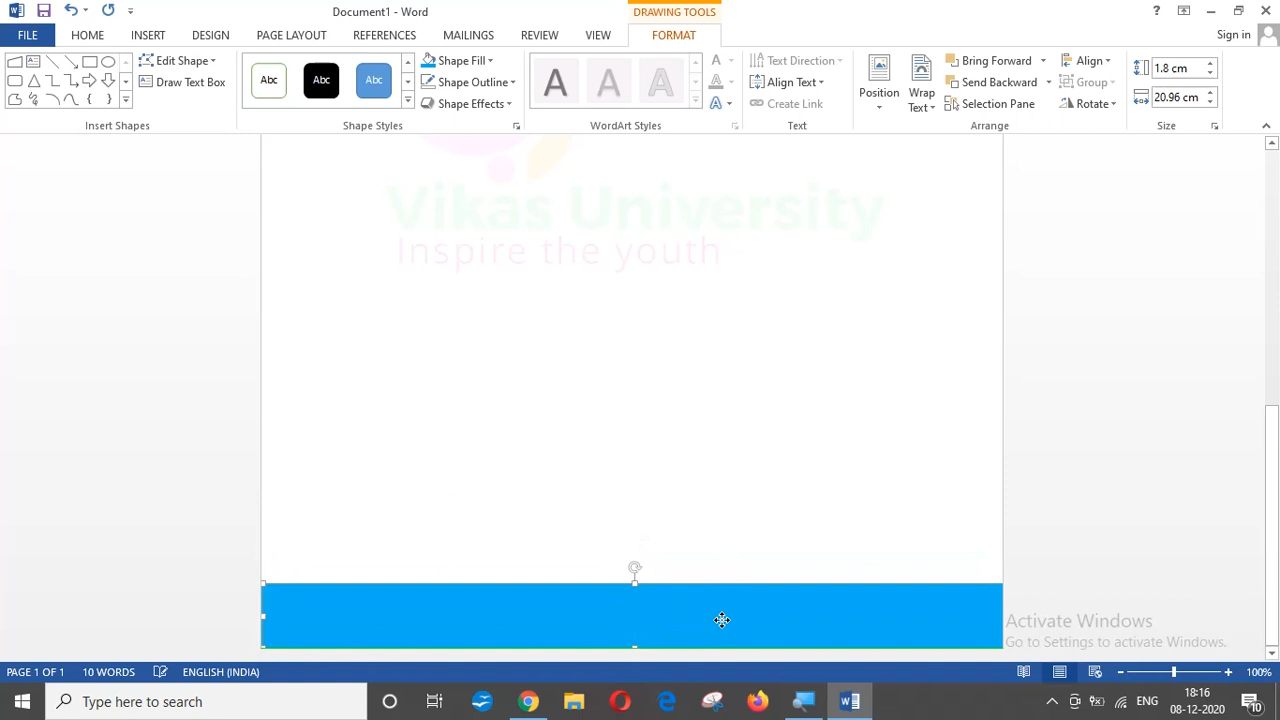 Document1 - Word
DRAWING TOOLS
?
FILE
HOME
INSERT
DESIGN
PAGE LAYOUT
REFERENCES
MAILINGS
REVIEW
VIEW
FORMAT
Sign in
Edit Shape
Draw Text Box
Insert Shapes
Abc
Abc
Abc
Shape Fill
Shape Outline
Shape Effects
Shape Styles
A
A
A
A
A
A
WordArt Styles
Text Direction
Align Text
Create Link
Text
Position
Wrap
Text
Bring Forward
Send Backward
Selection Pane
Align
Group
Rotate
Arrange
1.8 cm
20.96 cm
Size
Vikas University
Inspire the youth
Activate Windows
Go to Settings to activate Windows.
PAGE 1 OF 1
10 WORDS
ENGLISH (INDIA)
100%
Type here to search
ENG
18:16
08-12-2020
10